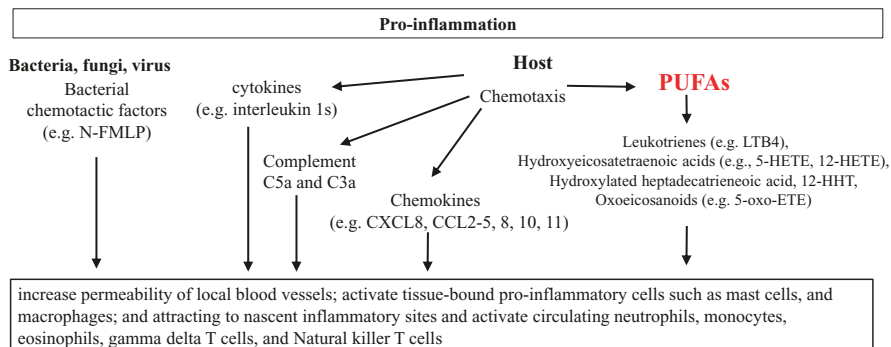 Pro-inflammation
Bacteria, fungi, virus
Bacterial
chemotactic factors
(e.g. N-FMLP)
cytokines
(e.g. interleukin 1s)
Host
Chemotaxis
PUFAs
Complement
C5a and C3a
Chemokines
(e.g. CXCL8, CCL2-5, 8, 10, 11)
Leukotrienes (e.g. LTB4),
Hydroxyeicosatetraenoic acids (e.g., 5-HETE, 12-HETE),
Hydroxylated heptadecatrieneoic acid, 12-HHT,
Oxoeicosanoids (e.g. 5-oxo-ETE)
increase permeability of local blood vessels; activate tissue-bound pro-inflammatory cells such as mast cells, and
macrophages; and attracting to nascent inflammatory sites and activate circulating neutrophils, monocytes,
eosinophils, gamma delta T cells, and Natural killer T cells